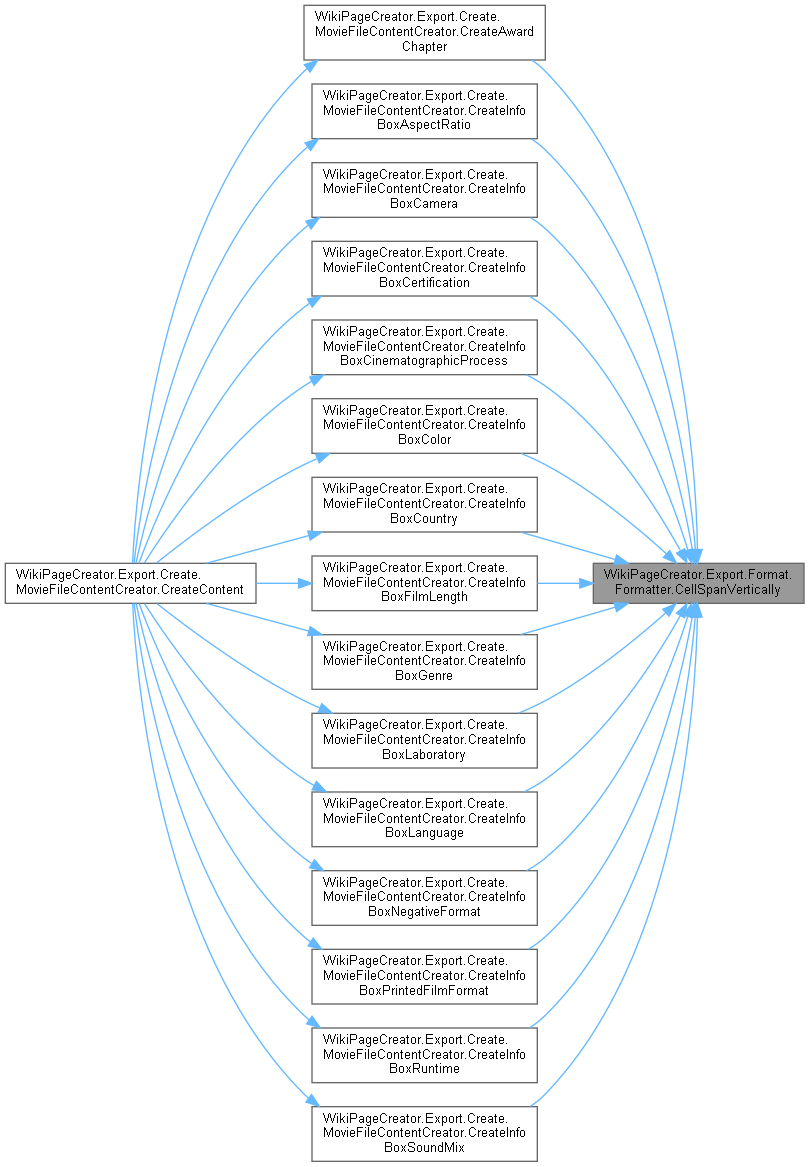 WikiPageCreator.Export.Create.
MovieFileContentCreator.CreateAward
Chapter
WikiPageCreator.Export.Create.
MovieFileContentCreator.CreateInfo
BoxAspectRatio
WikiPageCreator.Export.Create.
MovieFileContentCreator.CreateInfo
BoxCamera
WikiPageCreator.Export.Create.
MovieFileContentCreator.CreateInfo
BoxCertification
WikiPageCreator.Export.Create.
MovieFileContentCreator.CreateInfo
BoxCinematographicProcess
WikiPageCreator.Export.Create.
MovieFileContentCreator.CreateInfo
BoxColor
WikiPageCreator.Export.Create.
MovieFileContentCreator.CreateInfo
BoxCountry
WikiPageCreator.Export.Create.
MovieFileContentCreator.CreateContent
WikiPageCreator.Export.Create.
MovieFileContentCreator.CreateInfo
BoxFilmLength
WikiPageCreator.Export.Format.
Formatter.CellSpanVertically
WikiPageCreator.Export.Create.
MovieFileContentCreator.CreateInfo
BoxGenre
WikiPageCreator.Export.Create.
MovieFileContentCreator.CreateInfo
BoxLaboratory
WikiPageCreator.Export.Create.
MovieFileContentCreator.CreateInfo
BoxLanguage
WikiPageCreator.Export.Create.
MovieFileContentCreator.CreateInfo
BoxNegativeFormat
WikiPageCreator.Export.Create.
MovieFileContentCreator.CreateInfo
BoxPrintedFilmFormat
WikiPageCreator.Export.Create.
MovieFileContentCreator.CreateInfo
BoxRuntime
WikiPageCreator.Export.Create.
MovieFileContentCreator.CreateInfo
BoxSoundMix